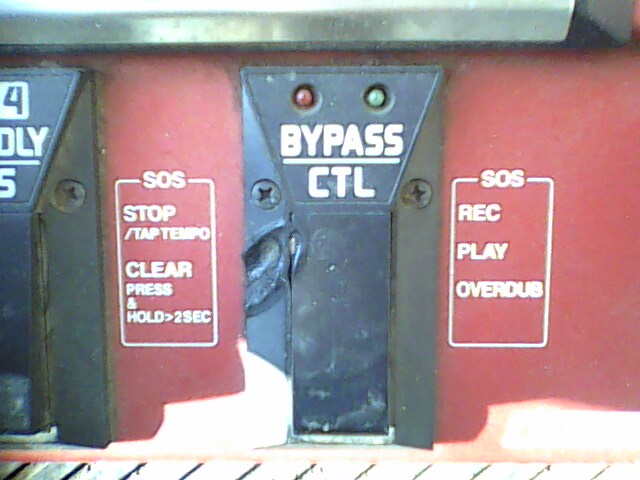 4
DLY
S
SOS
STOP
/TAP TEMPO
CLEAR
PRESS
&
HOLD>2SEC
BYPASS
CTL
SOS
REC
PLAY
OVERDUB